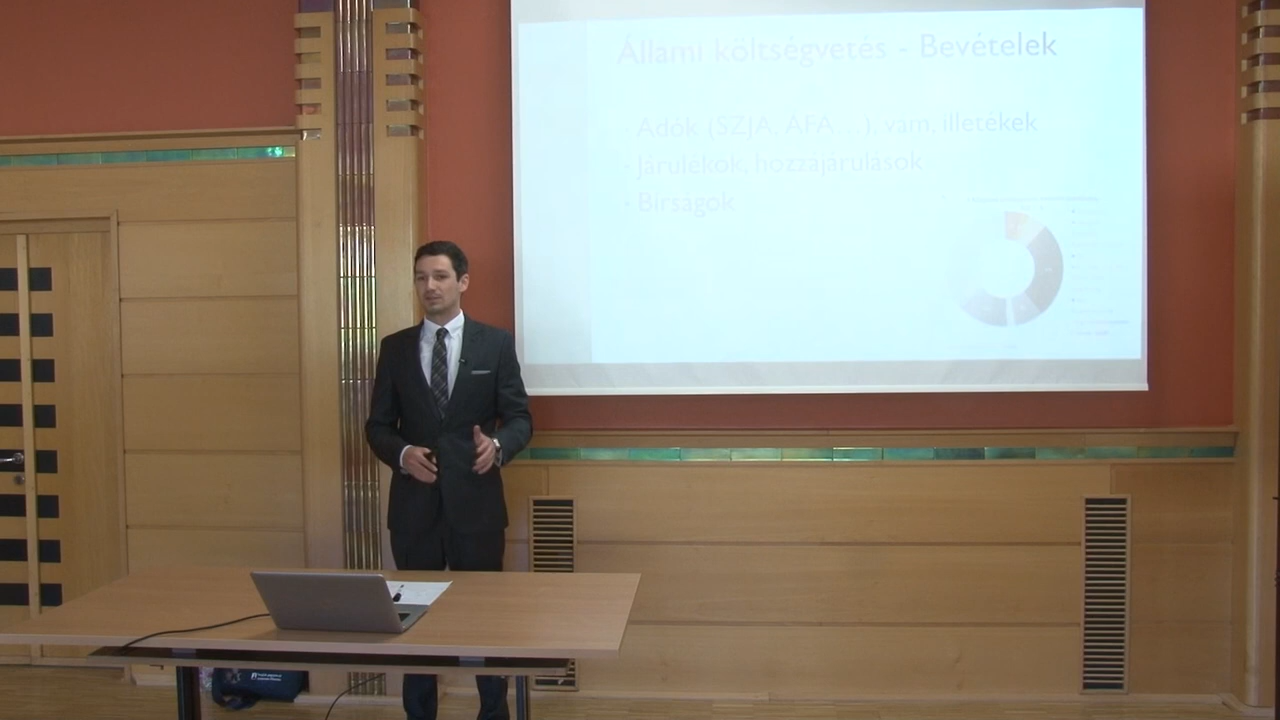 Állami költségvetés - Bevételek
• Adók (SZJA, ÁFA…), vám, illetékek
• Járulékok, hozzájárulások
• Bírságok